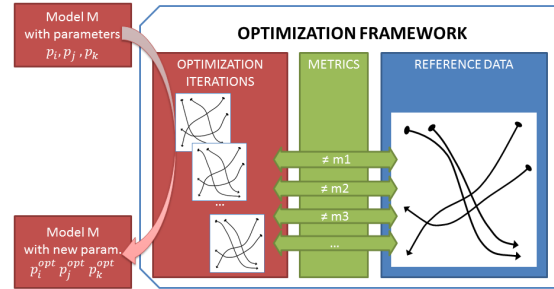 Model M
with parameters
p_i, p_j, p_k
OPTIMIZATION FRAMEWORK
OPTIMIZATION
ITERATIONS
METRICS
REFERENCE DATA
...
≠ m1
≠ m2
≠ m3
...
Model M
with new param.
p_i^opt p_j^opt p_k^opt